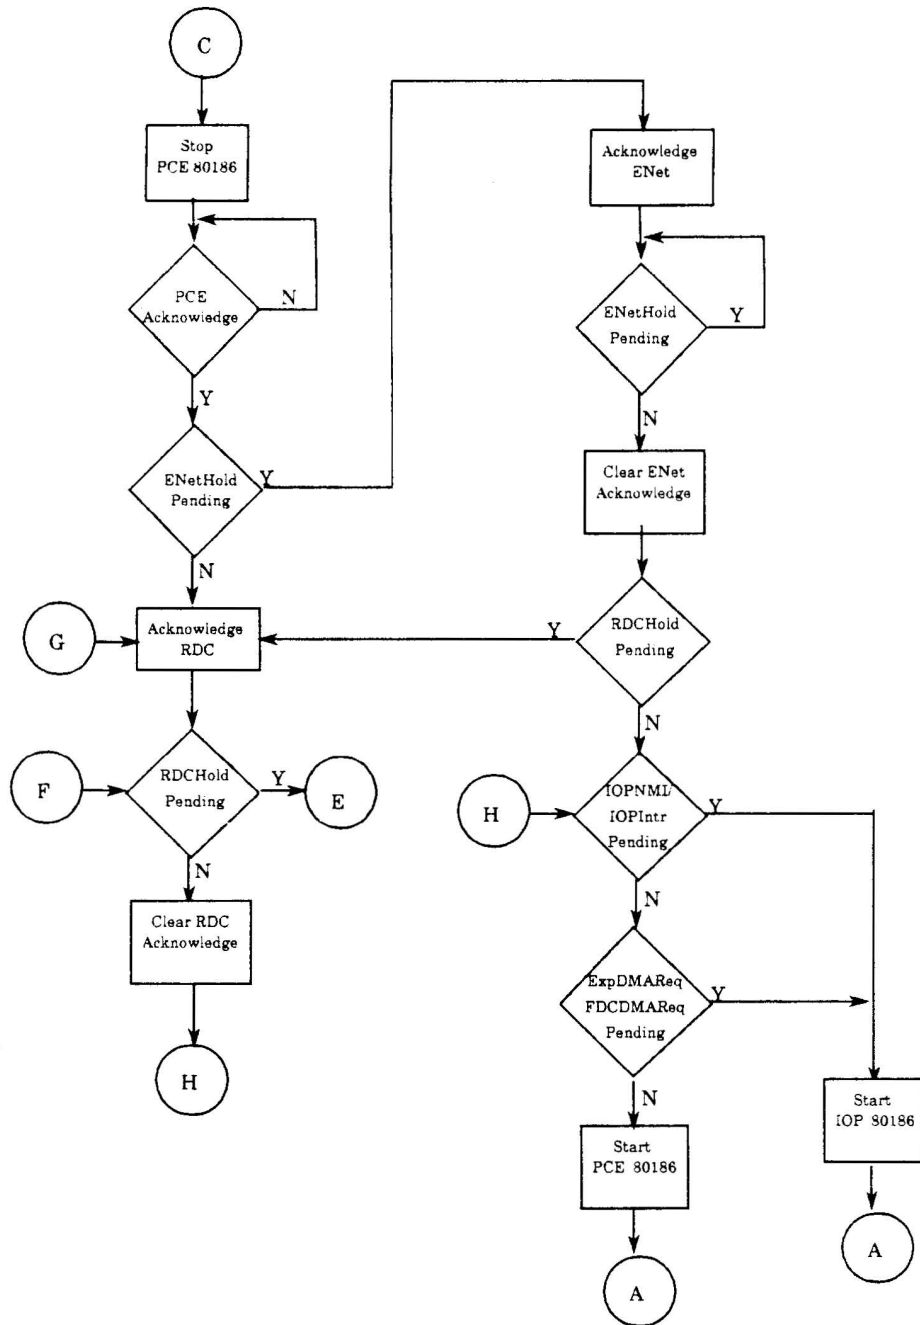 C
Stop
PCE 80186
PCE
Acknowledge
N
Y
ENetHold
Pending
Y
N
G
Acknowledge
RDC
F
RDCHold
Pending
Y
E
N
Clear RDC
Acknowledge
H
Acknowledge
ENet
ENetHold
Pending
Y
N
Clear ENet
Acknowledge
RDCHold
Pending
Y
N
H
IOPNMI/
IOPIntr
Pending
Y
N
ExpDMAReq
FDCDMAReq
Pending
Y
N
Start
PCE 80186
A
Start
IOP 80186
A